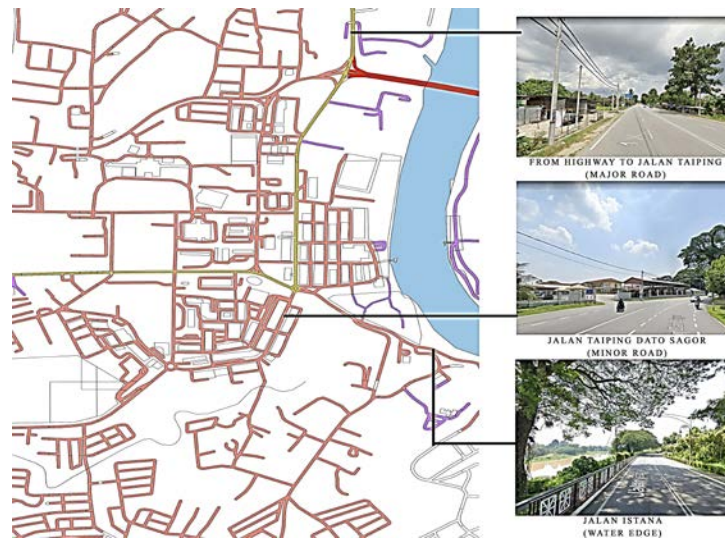 FROM HIGHWAY TO JALAN TAIPING
(MAJOR ROAD)
JALAN TAIPING DATO SAGOR
(MINOR ROAD)
JALAN ISTANA
(WATER EDGE)